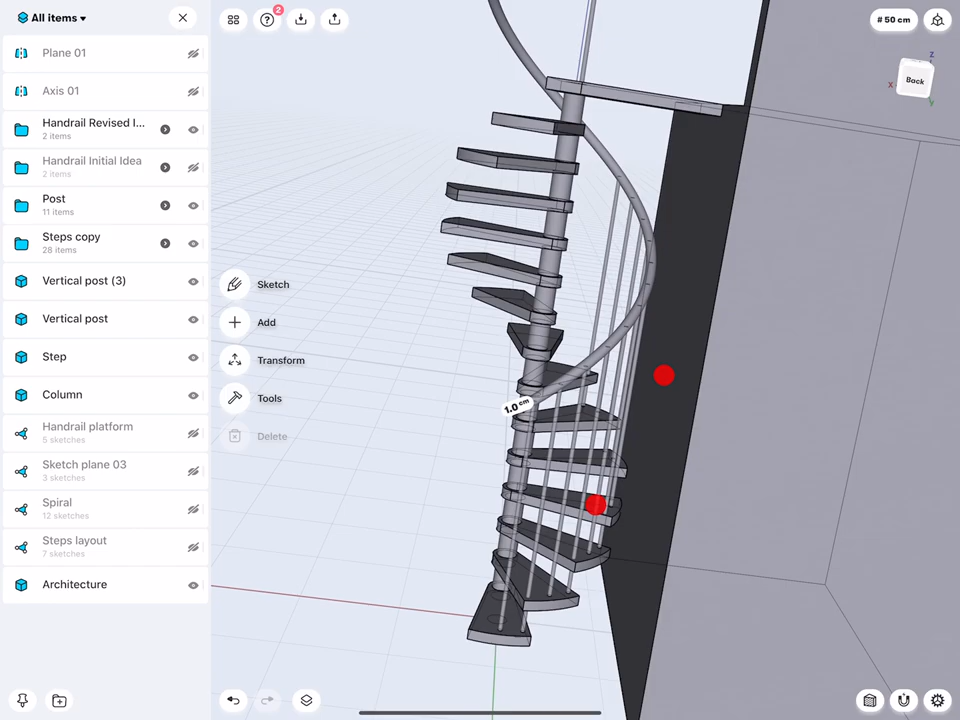 All items
2
# 50 cm
Plane 01
Axis 01
Handrail Revised I...
2 items
Handrail Initial Idea
2 items
Post
11 items
Steps copy
28 items
Vertical post (3)
Vertical post
Step
Column
Handrail platform
5 sketches
Sketch plane 03
3 sketches
Spiral
12 sketches
Steps layout
7 sketches
Architecture
Sketch
Add
Transform
Tools
Delete
1.0 cm
Z
Back
X
Y